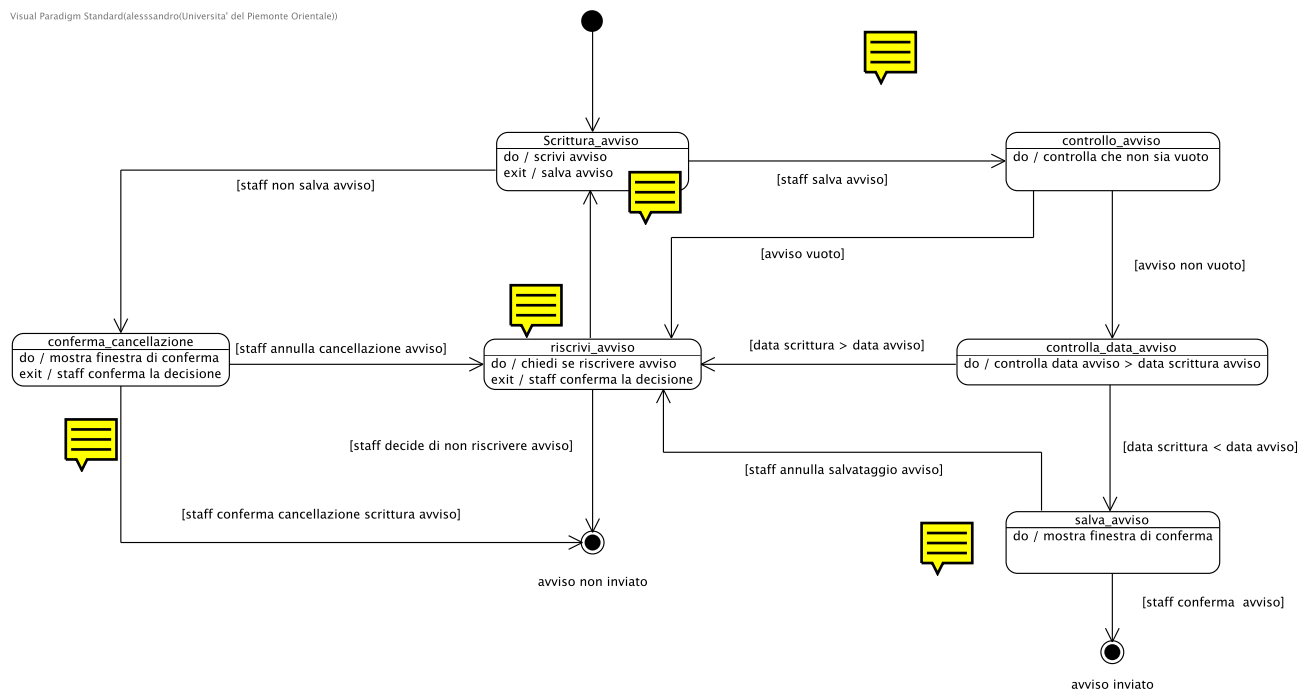 Visual Paradigm Standard(alesssandro(Universita' del Piemonte Orientale))
Scrittura_avviso
do / scrivi avviso
exit / salva avviso
controllo_avviso
do / controlla che non sia vuoto
[staff non salva avviso]
[staff salva avviso]
[avviso vuoto]
[avviso non vuoto]
conferma_cancellazione
do / mostra finestra di conferma
exit / staff conferma la decisione
[staff annulla cancellazione avviso]
riscrivi_avviso
do / chiedi se riscrivere avviso
exit / staff conferma la decisione
[data scrittura > data avviso]
controlla_data_avviso
do / controlla data avviso > data scrittura avviso
[staff decide di non riscrivere avviso]
[data scrittura < data avviso]
[staff annulla salvataggio avviso]
[staff conferma cancellazione scrittura avviso]
salva_avviso
do / mostra finestra di conferma
avviso non inviato
[staff conferma  avviso]
avviso inviato